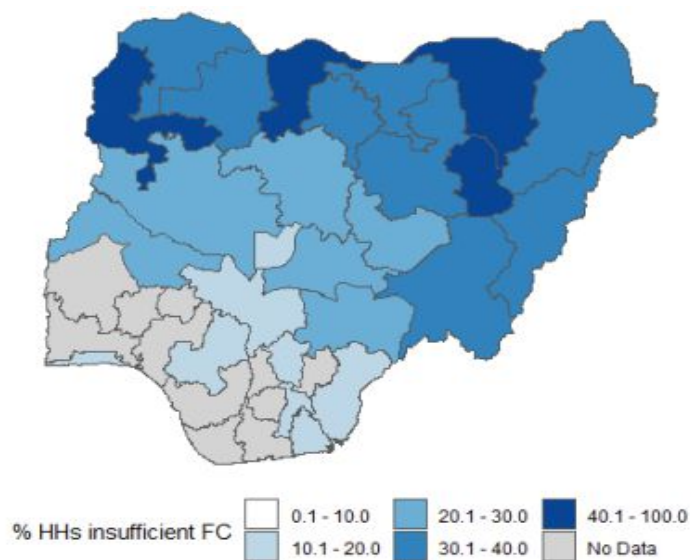 % HHs insufficient FC
0.1 - 10.0
20.1 - 30.0
40.1 - 100.0
10.1 - 20.0
30.1 - 40.0
No Data